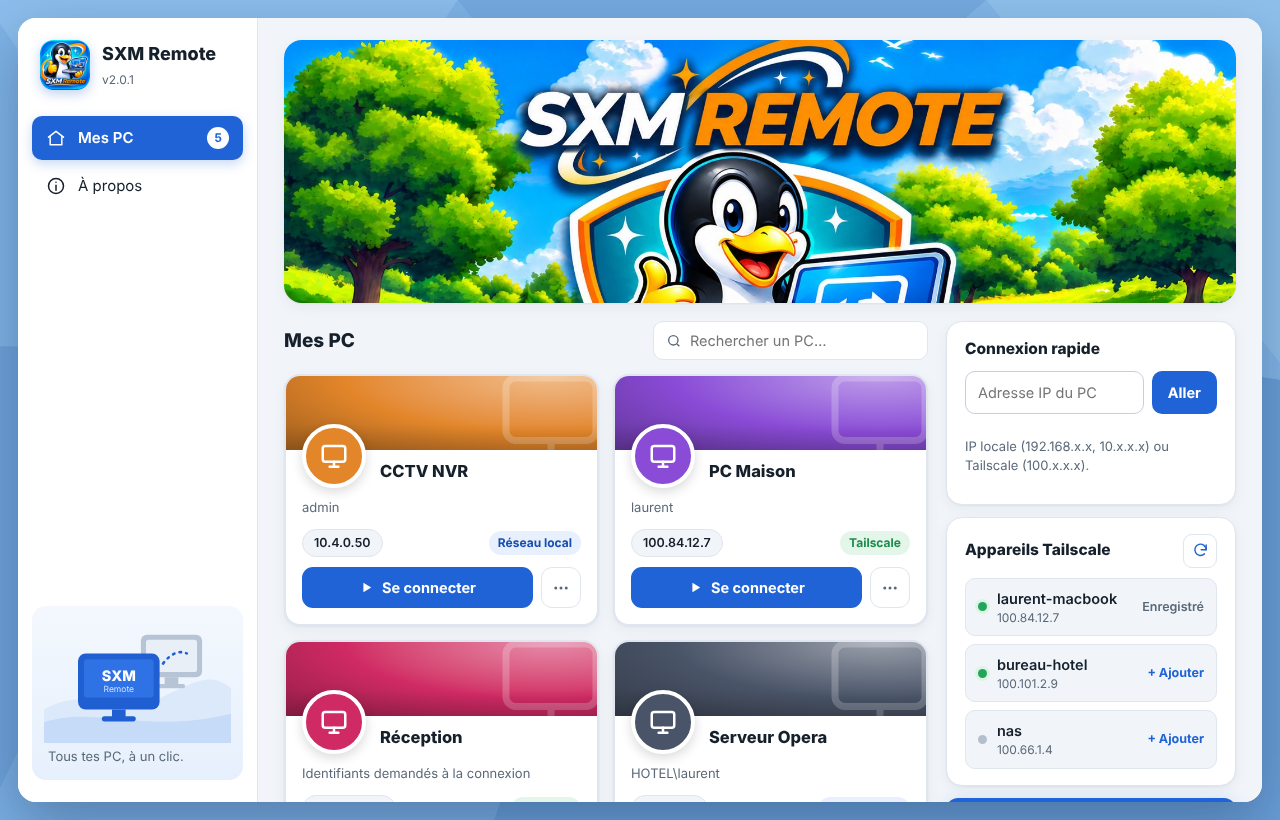 SXM Remote
v2.0.1
Mes PC
5
À propos
SXM
Remote
Tous tes PC, à un clic.
SXM REMOTE
Mes PC
Rechercher un PC...
CCTV NVR
admin
10.4.0.50
Réseau local
Se connecter
PC Maison
laurent
100.84.12.7
Tailscale
Se connecter
Réception
Identifiants demandés à la connexion
Serveur Opera
HOTEL\laurent
Connexion rapide
Adresse IP du PC
Aller
IP locale (192.168.x.x, 10.x.x.x) ou
Tailscale (100.x.x.x).
Appareils Tailscale
laurent-macbook
100.84.12.7
Enregistré
bureau-hotel
100.101.2.9
+ Ajouter
nas
100.66.1.4
+ Ajouter